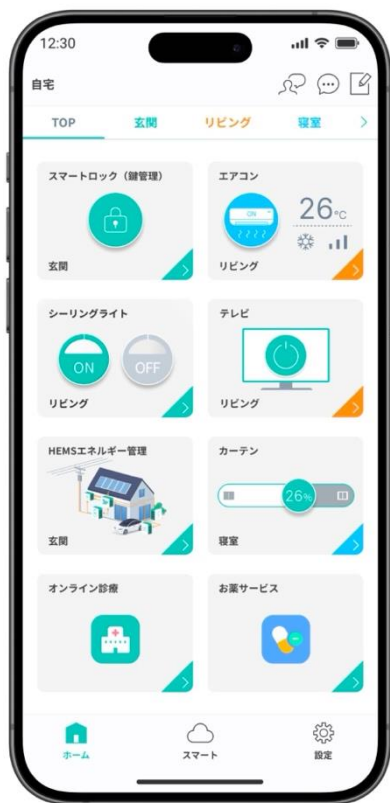 12:30
自宅
TOP 玄関 リビング 寝室
スマートロック（鍵管理）
玄関
エアコン
ON
26℃
リビング
シーリングライト
ON OFF
リビング
テレビ
リビング
HEMSエネルギー管理
玄関
カーテン
26%
寝室
オンライン診療
お薬サービス
ホーム スマート 設定